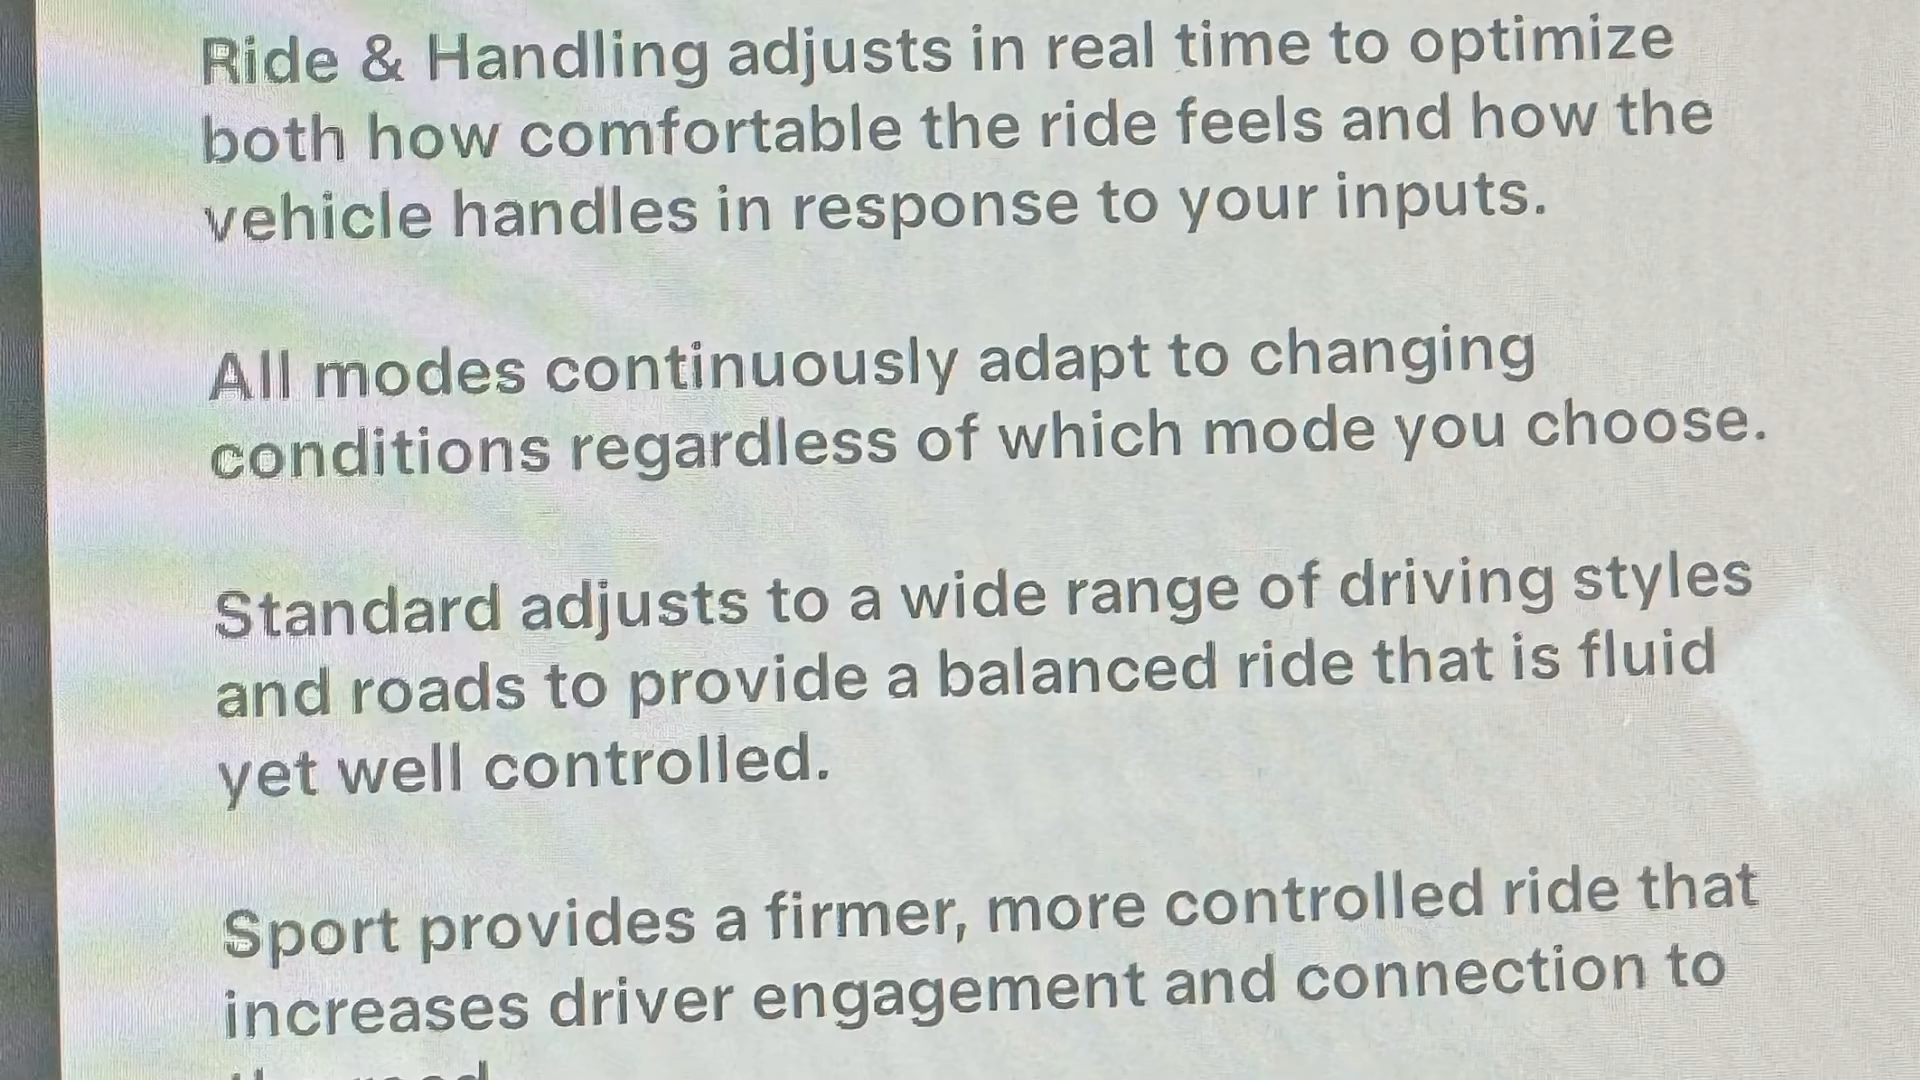 Ride & Handling adjusts in real time to optimize
both how comfortable the ride feels and how the
vehicle handles in response to your inputs.
All modes continuously adapt to changing
conditions regardless of which mode you choose.
Standard adjusts to a wide range of driving styles
and roads to provide a balanced ride that is fluid
yet well controlled.
Sport provides a firmer, more controlled ride that
increases driver engagement and connection to